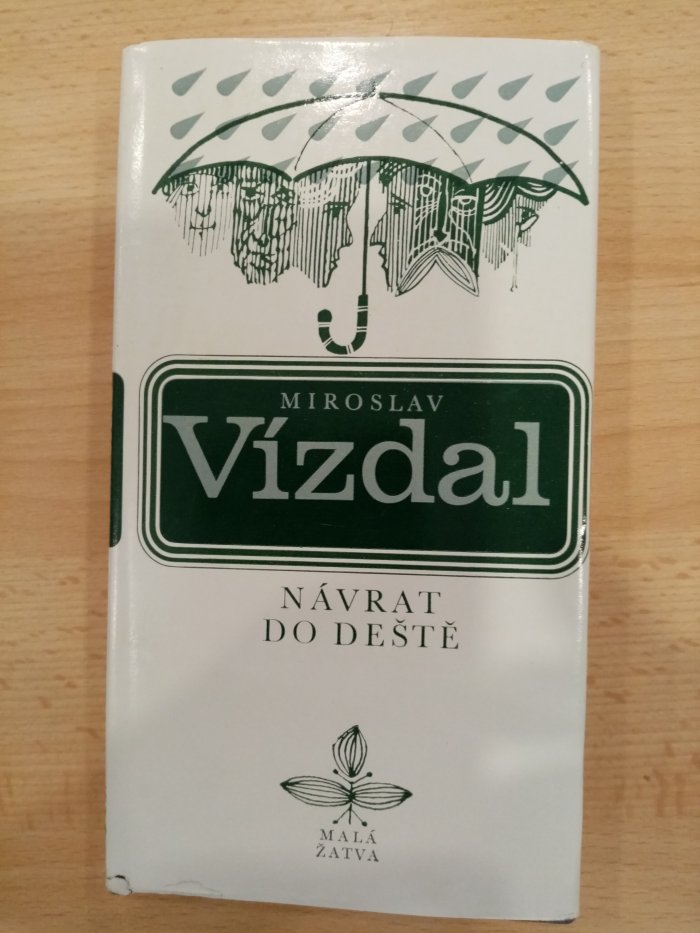 MIROSLAV
Vízdal
NÁVRAT
DO DEŠTĚ
MALÁ
ŽATVA